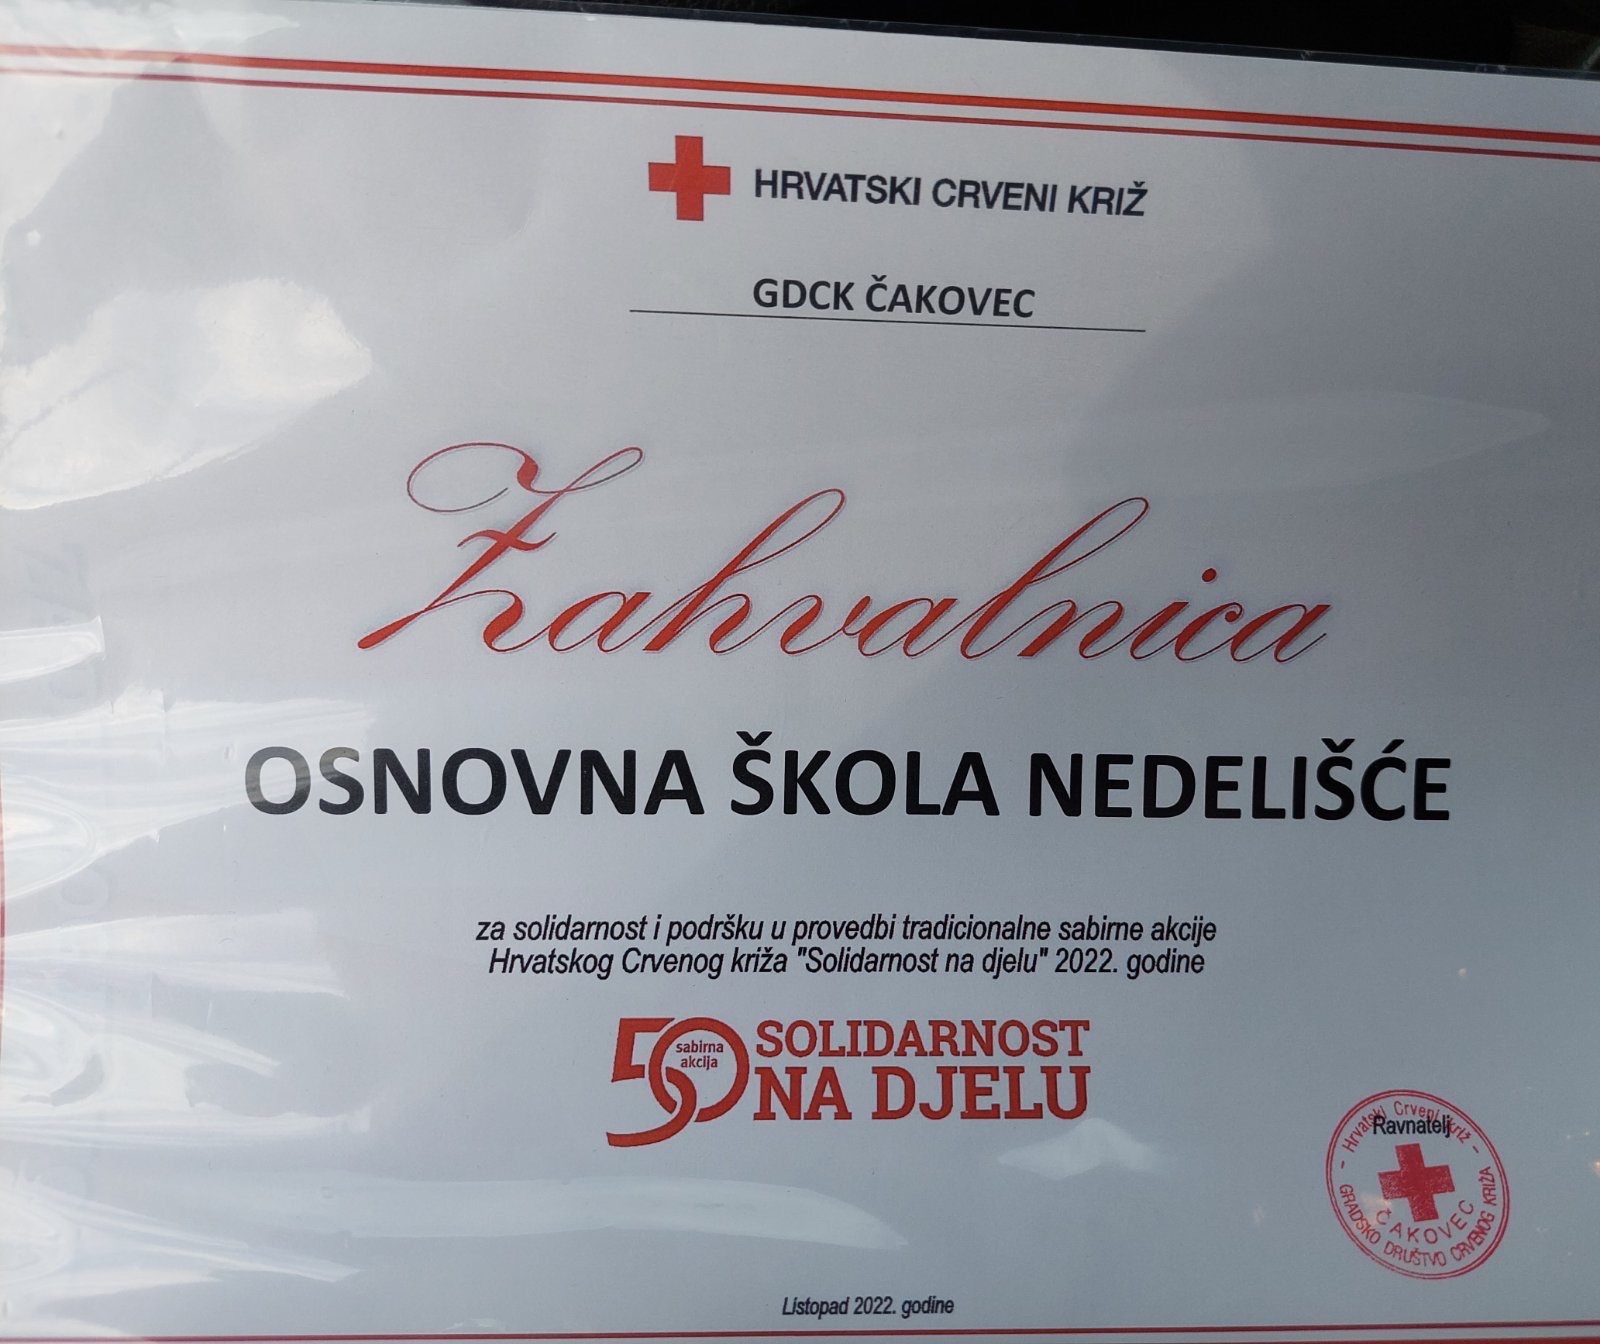 HRVATSKI CRVENI KRIŽ
GDCK ČAKOVEC
Zahvalnica
OSNOVNA ŠKOLA NEDELIŠĆE
za solidarnost i podršku u provedbi tradicionalne sabirne akcije
Hrvatskog Crvenog križa "Solidarnost na djelu" 2022. godine
50 sabirna akcija
SOLIDARNOST
NA DJELU
Ravnatelj
- Hrvatski Crveni križ -
ČAKOVEC
GRADSKO DRUŠTVO CRVENOG KRIŽA
Listopad 2022. godine